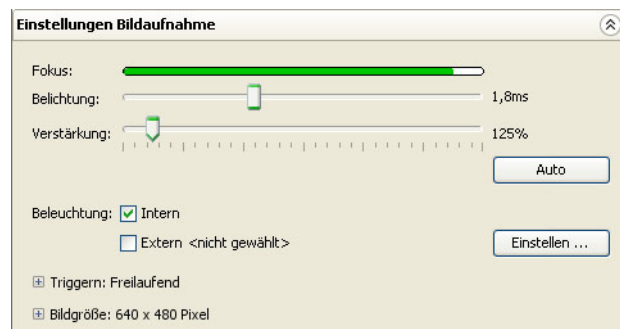 Einstellungen Bildaufnahme
Fokus:
Belichtung: 1,8ms
Verstärkung: 125%
Auto
Beleuchtung: Intern
Extern <nicht gewählt> Einstellen ...
Triggern: Freilaufend
Bildgröße: 640 x 480 Pixel